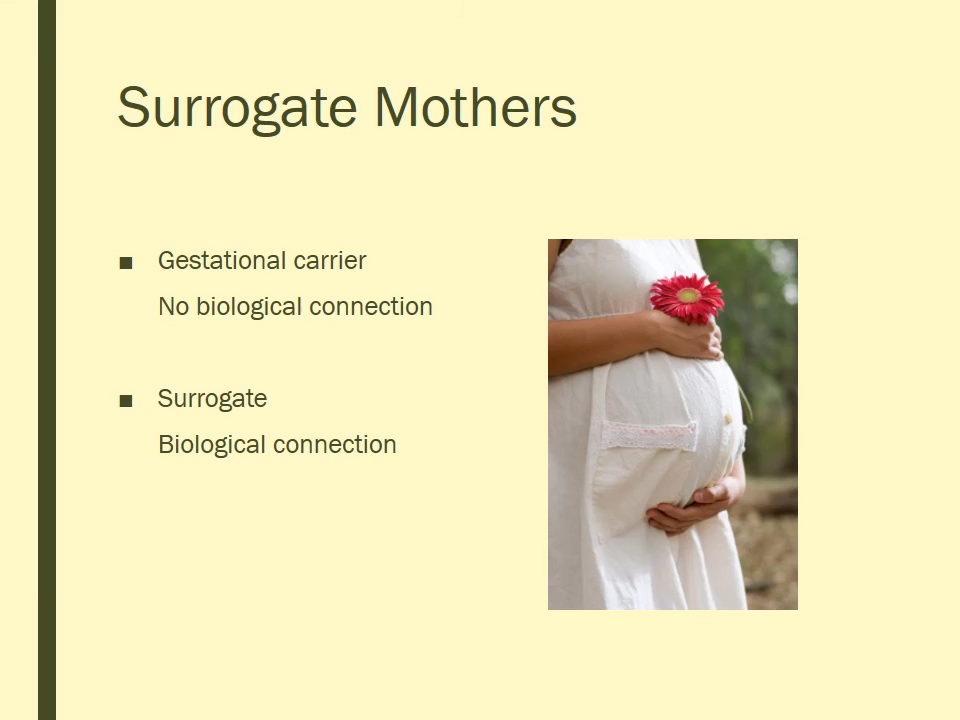 Surrogate Mothers
■ Gestational carrier
No biological connection
■ Surrogate
Biological connection